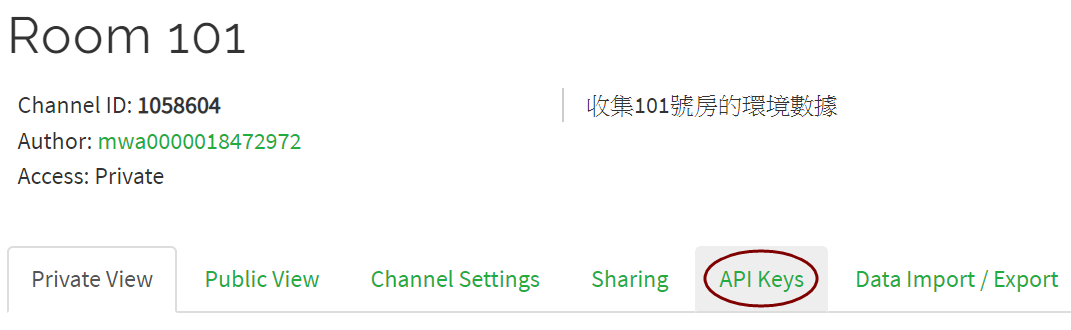 Room 101
Channel ID: 1058604
收集101號房的環境數據
Author: mwa0000018472972
Access: Private
Private View Public View Channel Settings Sharing API Keys Data Import / Export